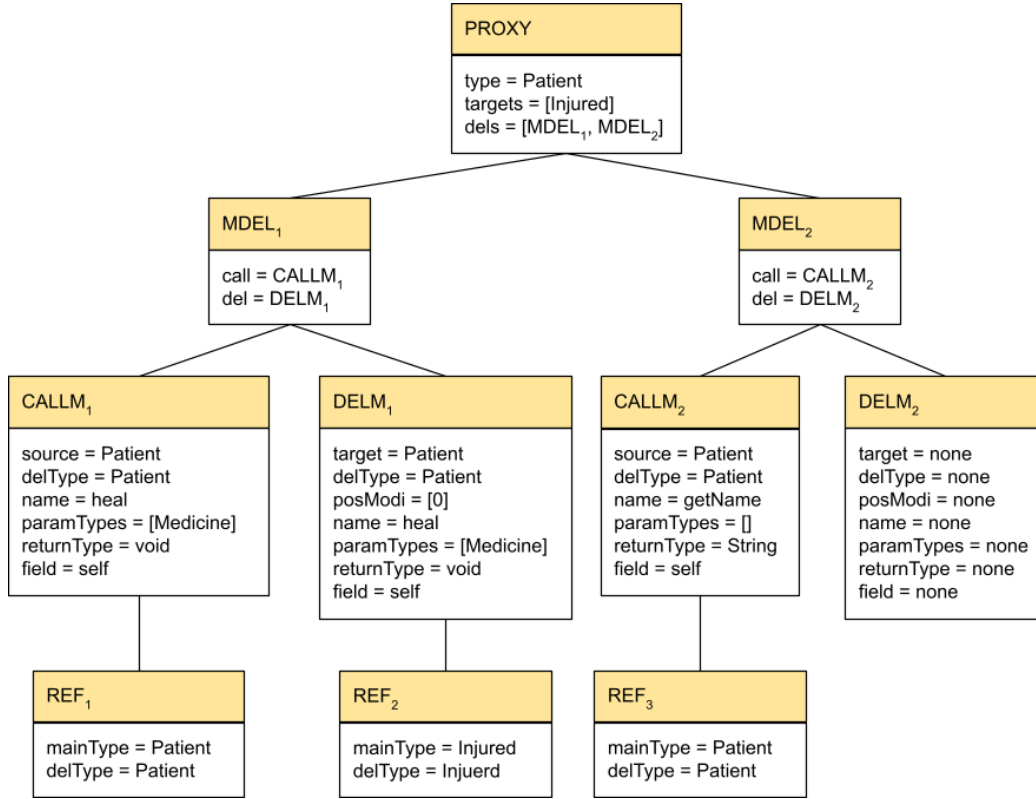 PROXY
type = Patient
targets = [Injured]
dels = [MDEL₁, MDEL₂]
MDEL₁
call = CALLM₁
del = DELM₁
MDEL₂
call = CALLM₂
del = DELM₂
CALLM₁
source = Patient
delType = Patient
name = heal
paramTypes = [Medicine]
returnType = void
field = self
DELM₁
target = Patient
delType = Patient
posModi = [0]
name = heal
paramTypes = [Medicine]
returnType = void
field = self
CALLM₂
source = Patient
delType = Patient
name = getName
paramTypes = []
returnType = String
field = self
DELM₂
target = none
delType = none
posModi = none
name = none
paramTypes = none
returnType = none
field = none
REF₁
mainType = Patient
delType = Patient
REF₂
mainType = Injured
delType = Injuerd
REF₃
mainType = Patient
delType = Patient